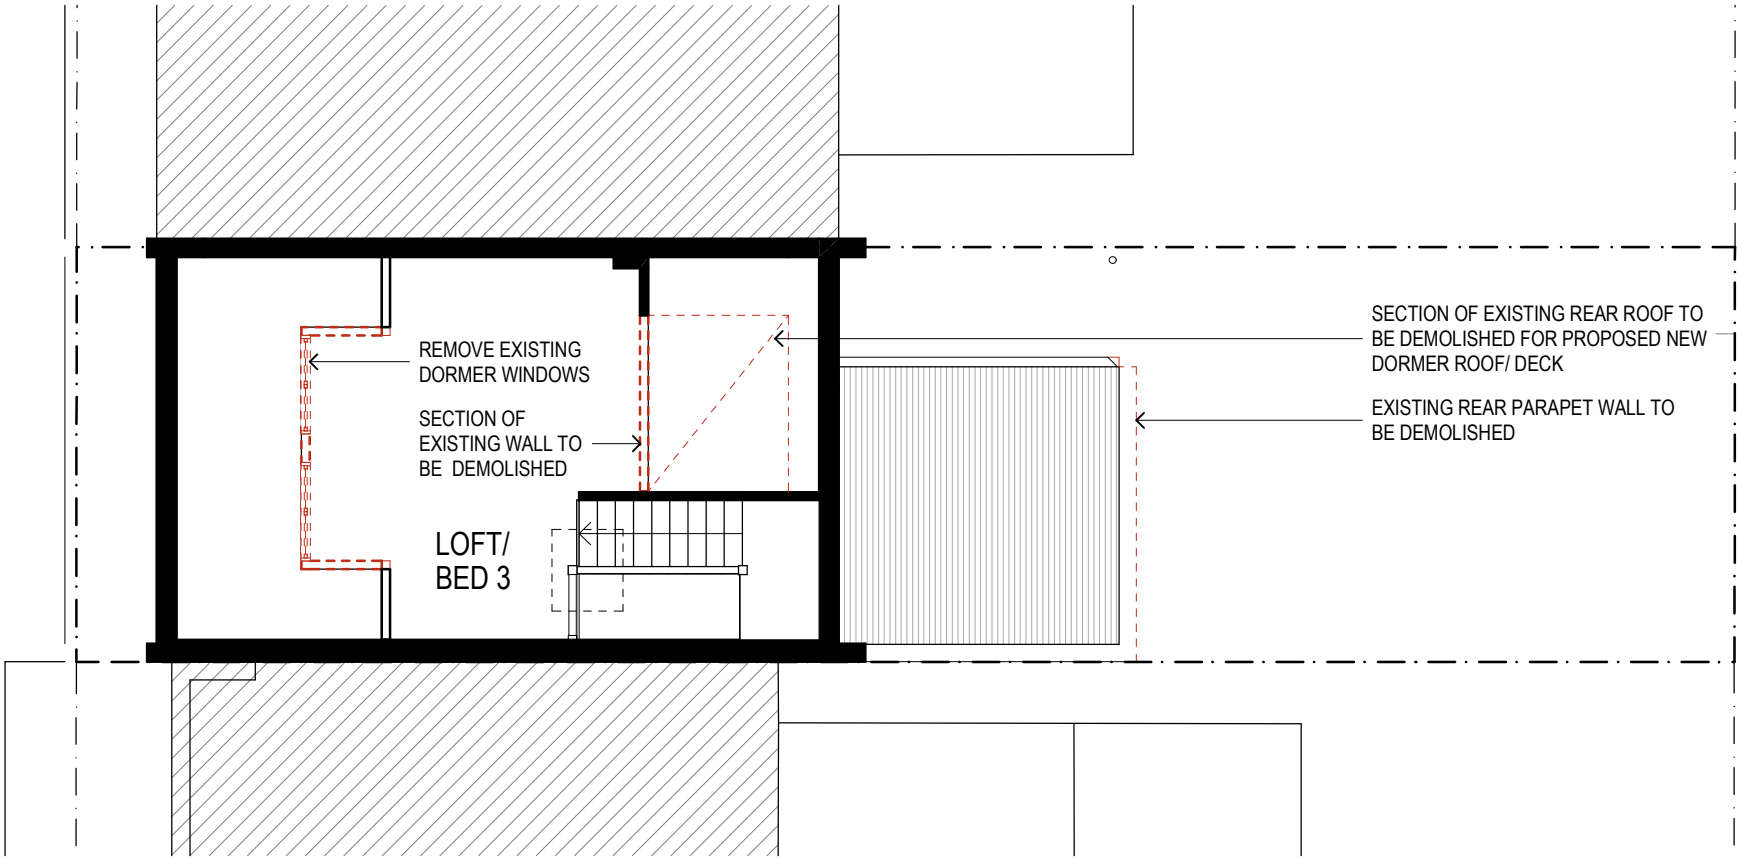 REMOVE EXISTING
DORMER WINDOWS
SECTION OF
EXISTING WALL TO
BE DEMOLISHED
LOFT/
BED 3
SECTION OF EXISTING REAR ROOF TO
BE DEMOLISHED FOR PROPOSED NEW
DORMER ROOF/ DECK
EXISTING REAR PARAPET WALL TO
BE DEMOLISHED